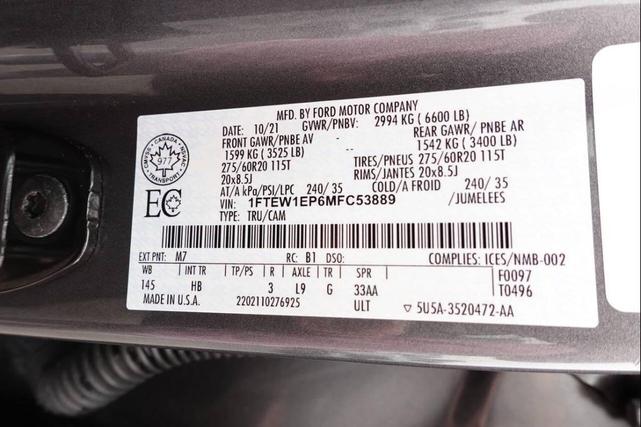 MFD. BY FORD MOTOR COMPANY
DATE: 10/21 GVWR/PNBV: 2994 KG (6600 LB)
FRONT GAWR/PNBE AV -- REAR GAWR/ PNBE AR
1599 KG (3525 LB) 1542 KG (3400 LB)
275/60R20 115T TIRES/PNEUS 275/60R20 115T
20x8.5J RIMS/JANTES 20x8.5J
AT/A kPa/PSI/LPC 240/ 35 COLD/A FROID 240/ 35
VIN: 1FTEW1EP6MFC53889 /JUMELEES
TYPE: TRU/CAM
CANADA
977
TRANSPORT
EC
EXT PNT: M7 RC: B1 DSO: COMPLIES: ICES/NMB-002
WB INT TR TP/PS R AXLE TR SPR F0097
145 HB 3 L9 G 33AA T0496
MADE IN U.S.A. 2202110276925 ULT 5U5A-3520472-AA